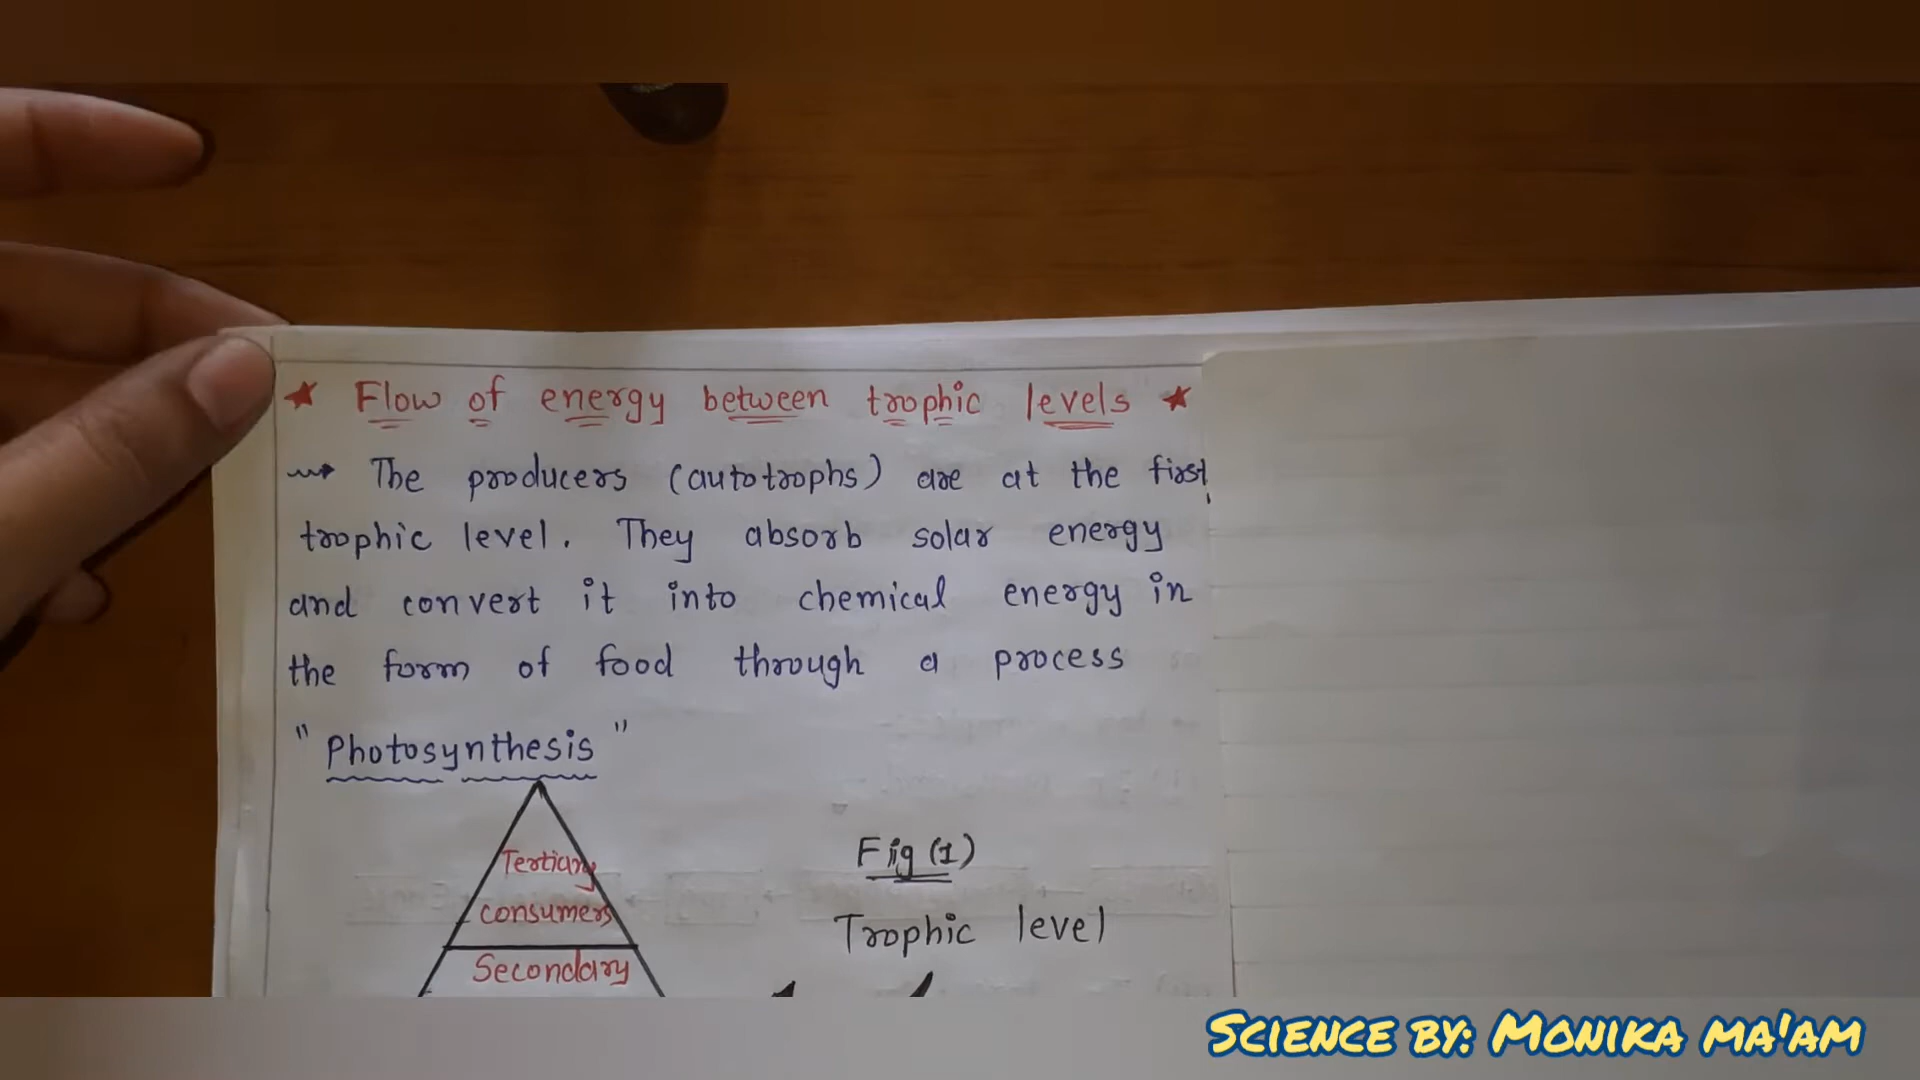 ★ Flow of energy between trophic levels ★
The producers (autotrophs) are at the first
trophic level. They absorb solar energy
and convert it into chemical energy in
the form of food through a process
"Photosynthesis"
Tertiary
consumers
Secondary
Fig (1)
Trophic level
Science by: Monika ma'am